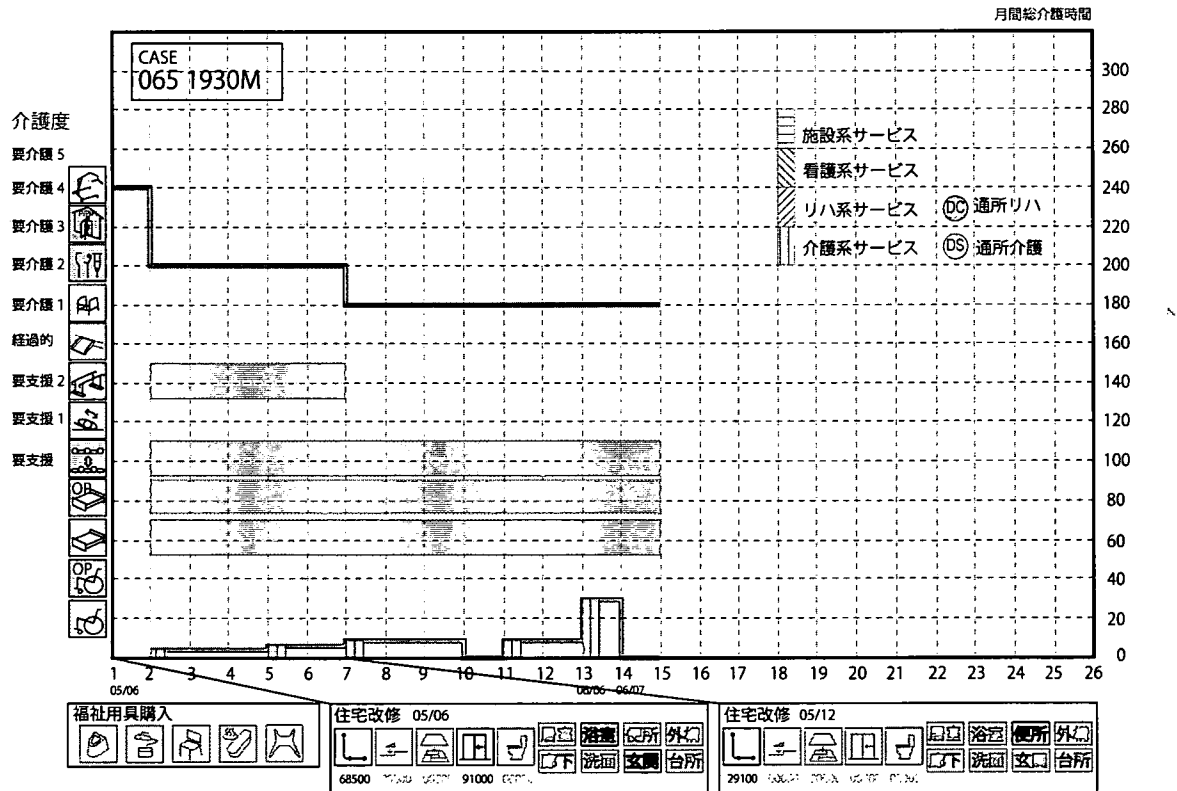 月間総介護時間
CASE
065 1930M
介護度
要介護 5
要介護 4
要介護 3
要介護 2
要介護 1
経過的
要支援 2
要支援 1
要支援
OP
OP
施設系サービス
看護系サービス
リハ系サービス DC 通所リハ
介護系サービス DS 通所介護
300
280
260
240
220
200
180
160
140
120
100
80
60
40
20
0
1 2 3 4 5 6 7 8 9 10 11 12 13 14 15 16 17 18 19 20 21 22 23 24 25 26
05/06 06/06 06/07
福祉用具購入
住宅改修 05/06
浴室 外
下 洗面 玄関 台所
68500 91000
住宅改修 05/12
浴室 便所 外
下 洗面 玄 台所
29100